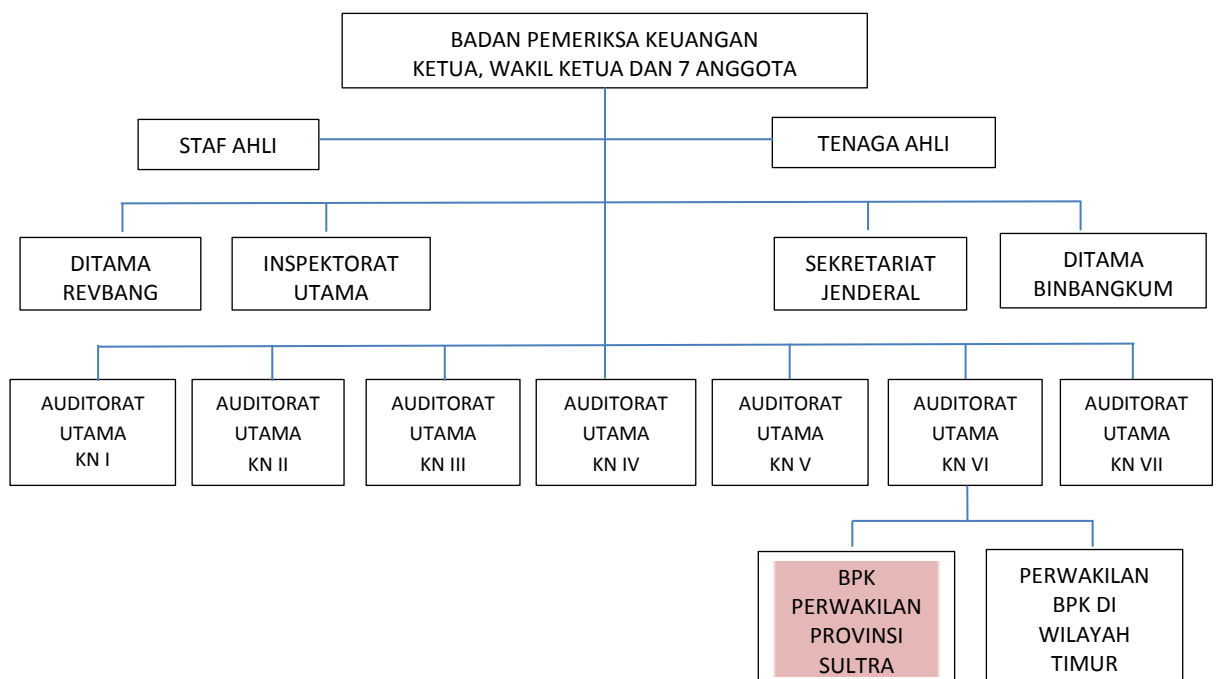 BADAN PEMERIKSA KEUANGAN
KETUA, WAKIL KETUA DAN 7 ANGGOTA
STAF AHLI
TENAGA AHLI
DITAMA
REVBANG
INSPEKTORAT
UTAMA
SEKRETARIAT
JENDERAL
DITAMA
BINBANGKUM
AUDITORAT
UTAMA
KN I
AUDITORAT
UTAMA
KN II
AUDITORAT
UTAMA
KN III
AUDITORAT
UTAMA
KN IV
AUDITORAT
UTAMA
KN V
AUDITORAT
UTAMA
KN VI
AUDITORAT
UTAMA
KN VII
BPK
PERWAKILAN
PROVINSI
SULTRA
PERWAKILAN
BPK DI
WILAYAH
TIMUR